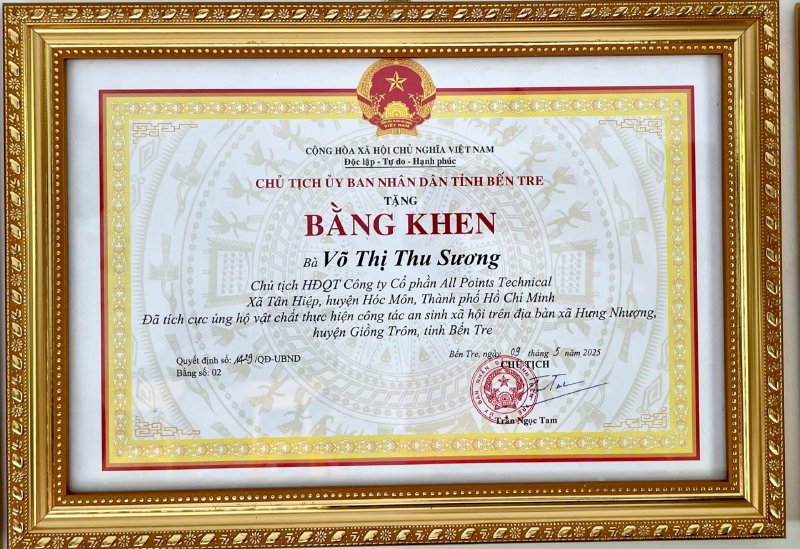 CỘNG HÒA XÃ HỘI CHỦ NGHĨA VIỆT NAM
Độc lập - Tự do - Hạnh phúc
CHỦ TỊCH ỦY BAN NHÂN DÂN TỈNH BẾN TRE
TẶNG
BẰNG KHEN
Bà Võ Thị Thu Sương
Chủ tịch HĐQT Công ty Cổ phần All Points Technical
Xã Tân Hiệp, huyện Hóc Môn, Thành phố Hồ Chí Minh
Đã tích cực ủng hộ vật chất thực hiện công tác an sinh xã hội trên địa bàn xã Hưng Nhượng,
huyện Giồng Trôm, tỉnh Bến Tre
Quyết định số: /QĐ-UBND
Bằng số: 02
Bến Tre, ngày 09 tháng 5 năm 2025
CHỦ TỊCH
Trần Ngọc Tam